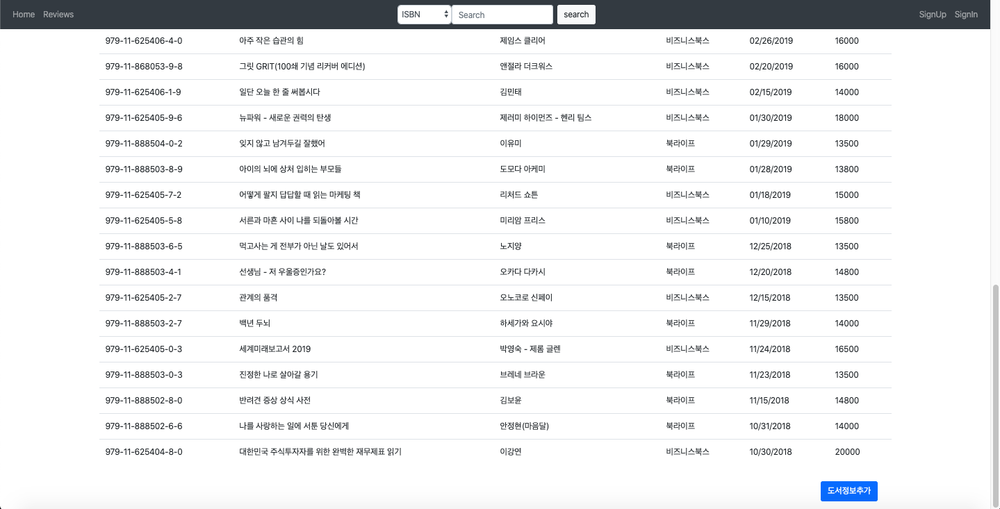 Home Reviews ISBN Search search SignUp SignIn
979-11-625406-4-0 아주 작은 습관의 힘 제임스 클리어 비즈니스북스 02/26/2019 16000
979-11-868053-9-8 그릿 GRIT(100쇄 기념 리커버 에디션) 앤절라 더크워스 비즈니스북스 02/20/2019 16000
979-11-625406-1-9 일단 오늘 한 줄 써봅시다 김민태 비즈니스북스 02/15/2019 14000
979-11-625405-9-6 뉴파워 - 새로운 권력의 탄생 제러미 하이먼즈 - 헨리 팀스 비즈니스북스 01/30/2019 18000
979-11-888504-0-2 잊지 않고 남겨두길 잘했어 이유미 북라이프 01/29/2019 13500
979-11-888503-8-9 아이의 뇌에 상처 입히는 부모들 도모다 아케미 북라이프 01/28/2019 13800
979-11-625405-7-2 어떻게 팔지 답답할 때 읽는 마케팅 책 리처드 쇼튼 비즈니스북스 01/18/2019 15000
979-11-625405-5-8 서른과 마흔 사이 나를 되돌아볼 시간 미리암 프리스 비즈니스북스 01/10/2019 15800
979-11-888503-6-5 먹고사는 게 전부가 아닌 날도 있어서 노지양 북라이프 12/25/2018 13500
979-11-888503-4-1 선생님 - 저 우울증인가요? 오카다 다카시 북라이프 12/20/2018 14800
979-11-625405-2-7 관계의 품격 오노코로 신페이 비즈니스북스 12/15/2018 13500
979-11-888503-2-7 백년 두뇌 하세가와 요시야 북라이프 11/29/2018 14000
979-11-625405-0-3 세계미래보고서 2019 박영숙 - 제롬 글렌 비즈니스북스 11/24/2018 16500
979-11-888503-0-3 진정한 나로 살아갈 용기 브레네 브라운 북라이프 11/23/2018 13500
979-11-888502-8-0 반려견 증상 상식 사전 김보윤 북라이프 11/15/2018 14800
979-11-888502-6-6 나를 사랑하는 일에 서툰 당신에게 안정현(마음달) 북라이프 10/31/2018 14000
979-11-625404-8-0 대한민국 주식투자자를 위한 완벽한 재무제표 읽기 이강연 비즈니스북스 10/30/2018 20000
도서정보추가